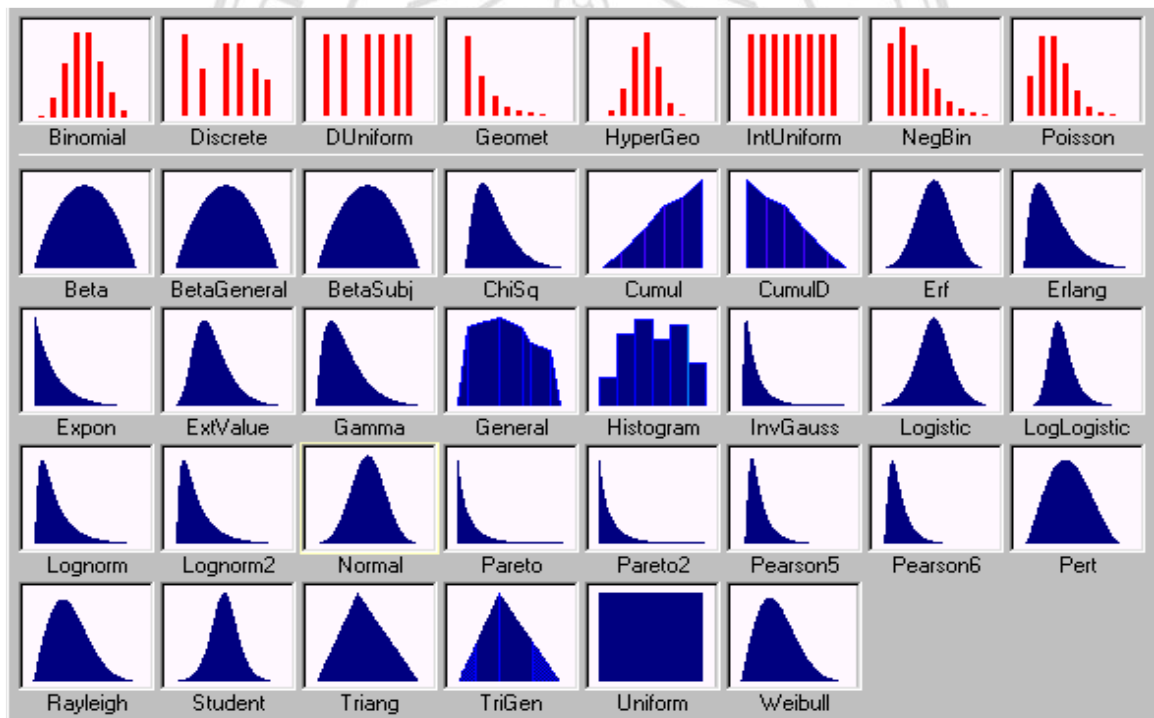 Binomial Discrete DUniform Geomet HyperGeo IntUniform NegBin Poisson
Beta BetaGeneral BetaSubj ChiSq Cumul CumulD Erf Erlang
Expon ExtValue Gamma General Histogram InvGauss Logistic LogLogistic
Lognorm Lognorm2 Normal Pareto Pareto2 Pearson5 Pearson6 Pert
Rayleigh Student Triang TriGen Uniform Weibull